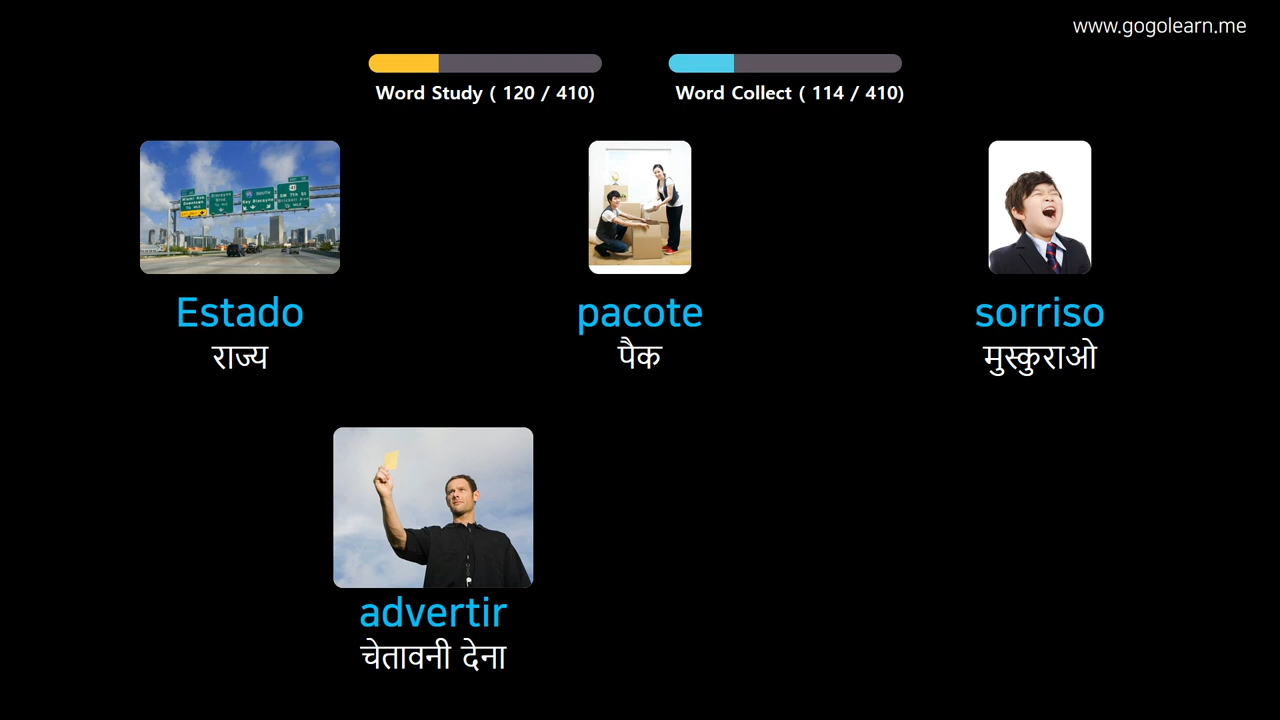 www.gogolearn.me
Word Study ( 120 / 410)
Word Collect ( 114 / 410)
Estado
राज्य
pacote
पैक
sorriso
मुस्कुराओ
advertir
चेतावनी देना